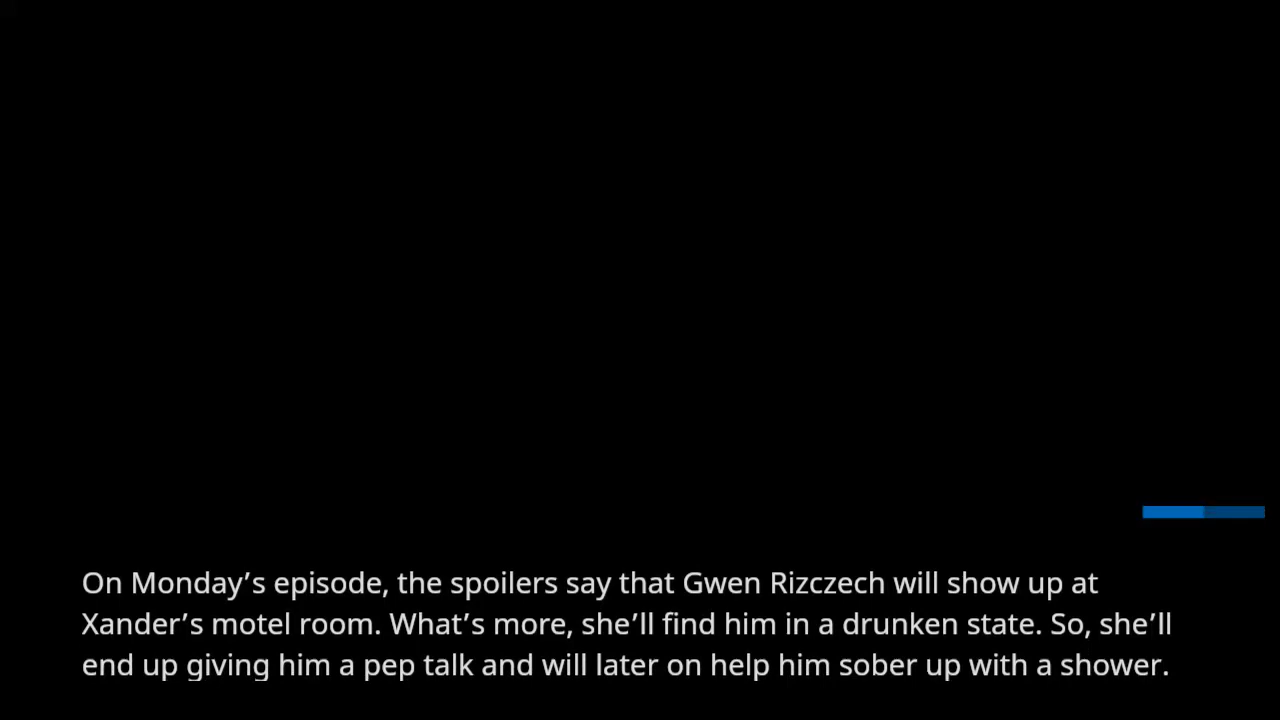 On Monday’s episode, the spoilers say that Gwen Rizczech will show up at
Xander’s motel room. What’s more, she’ll find him in a drunken state. So, she’ll
end up giving him a pep talk and will later on help him sober up with a shower.